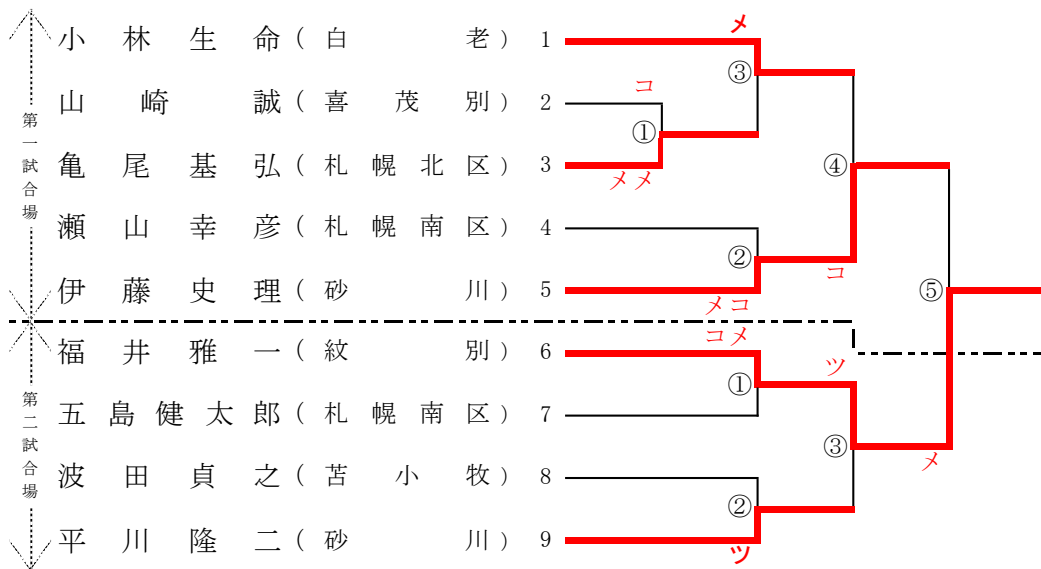 第一試合場
第二試合場
小林生命(白老) 1
山崎誠(喜茂別) 2
亀尾基弘(札幌北区) 3
瀬山幸彦(札幌南区) 4
伊藤史理(砂川) 5
福井雅一(紋別) 6
五島健太郎(札幌南区) 7
波田貞之(苫小牧) 8
平川隆二(砂川) 9
メ
③
コ
①
メメ
④
②
コ
メコ
⑤
コメ
ツ
①
③
メ
②
ツ